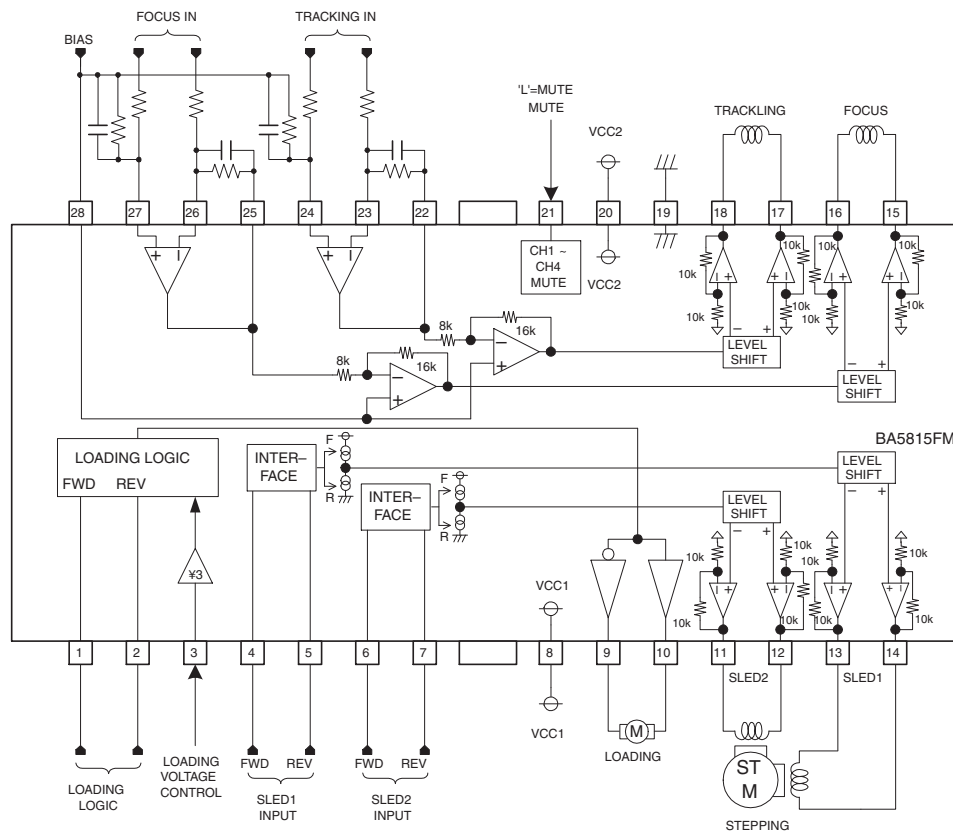 FOCUS IN
TRACKING IN
BIAS
'L'=MUTE
MUTE
TRACKLING
FOCUS
VCC2
28
27
26
25
24
23
22
21
20
19
18
17
16
15
+ −
+ −
CH1 ~
CH4
MUTE
VCC2
10k
10k
10k
10k
10k
10k
10k
10k
− +
+ −
− +
+ −
8k
16k
−
+
8k
16k
−
+
− +
LEVEL
SHIFT
− +
LEVEL
SHIFT
BA5815FM
LOADING LOGIC
FWD REV
INTER–
FACE
F
R
INTER–
FACE
F
R
LEVEL
SHIFT
− +
LEVEL
SHIFT
− +
¥3
VCC1
10k
10k
10k
10k
10k
10k
10k
10k
− +
+ −
− +
+ −
1
2
3
4
5
6
7
8
9
10
11
12
13
14
SLED2
SLED1
VCC1
M
LOADING
LOADING
LOGIC
LOADING
VOLTAGE
CONTROL
FWD REV
SLED1
INPUT
FWD REV
SLED2
INPUT
ST
M
STEPPING